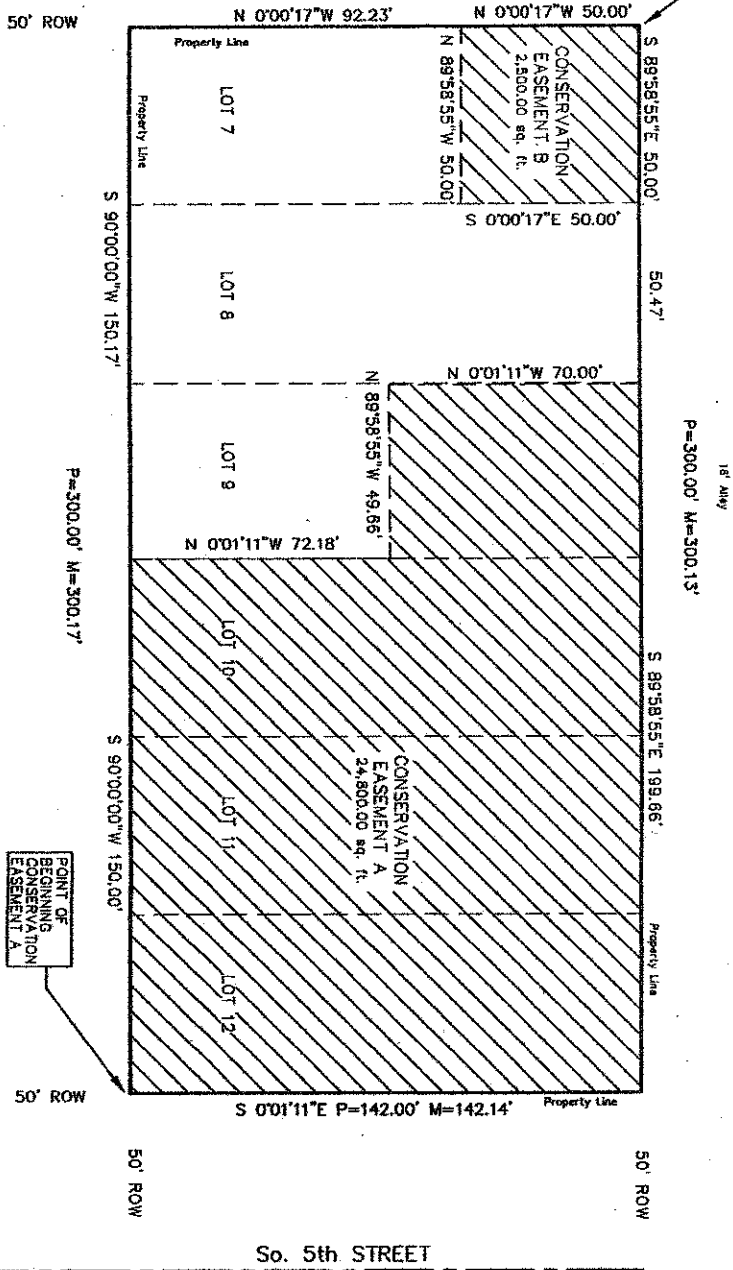 50' ROW
N 0°00'17"W 92.23'
N 0°00'17"W 50.00'
Property Line
Property Line
LOT 7
N 89°58'55"W 50.00'
CONSERVATION
EASEMENT B
2,500.00 sq. ft.
S 89°58'55"E 50.00'
S 0°00'17"E 50.00'
S 90°00'00"W 150.17'
LOT 8
50.47'
N 0°01'11"W 70.00'
N 89°58'55"W 49.66'
LOT 9
P=300.00' M=300.13'
16' Alley
P=300.00' M=300.17'
N 0°01'11"W 72.18'
LOT 10
S 89°58'55"E 199.66'
S 90°00'00"W 150.00'
LOT 11
CONSERVATION
EASEMENT A
24,800.00 sq. ft.
LOT 12
Property Line
POINT OF
BEGINNING
CONSERVATION
EASEMENT A
50' ROW
S 0°01'11"E P=142.00' M=142.14'
Property Line
50' ROW
50' ROW
So. 5th STREET